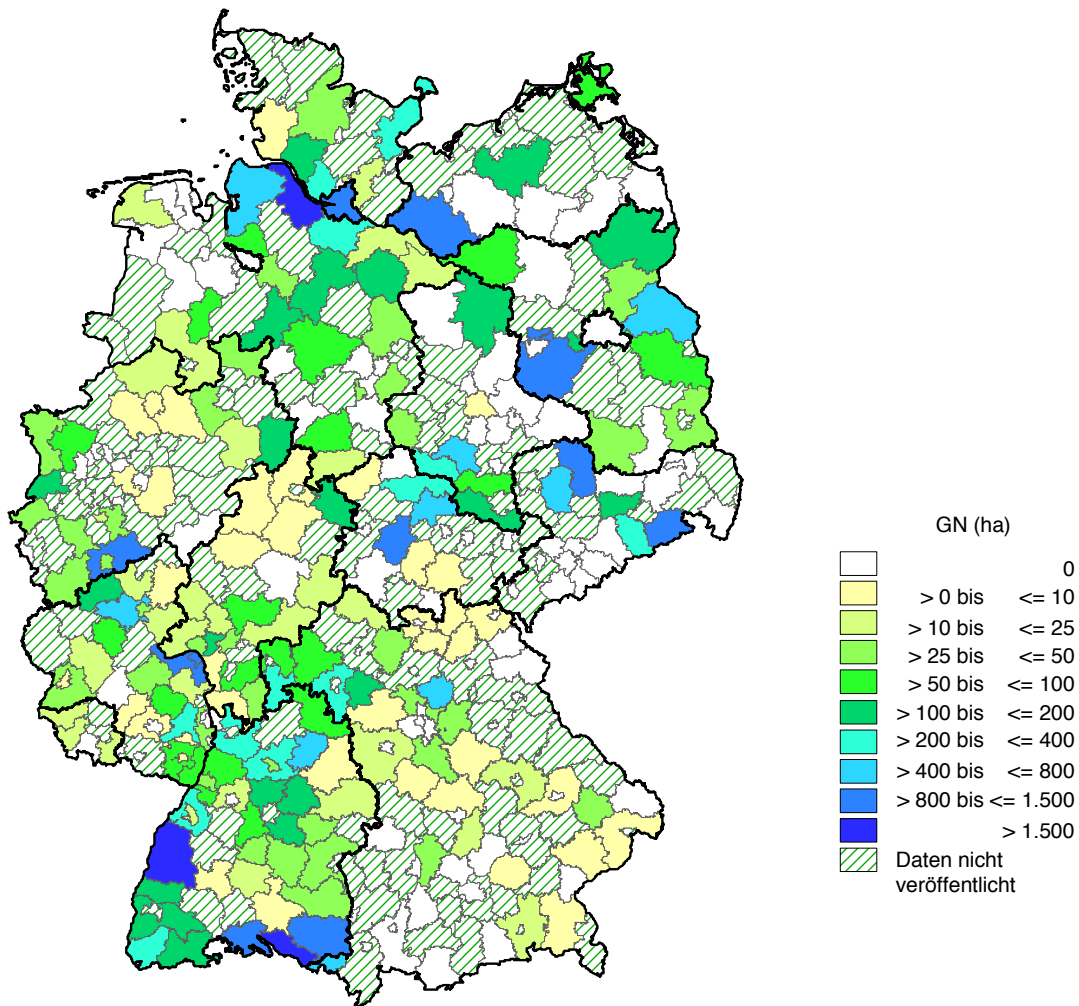 GN (ha)
0
> 0 bis <= 10
> 10 bis <= 25
> 25 bis <= 50
> 50 bis <= 100
> 100 bis <= 200
> 200 bis <= 400
> 400 bis <= 800
> 800 bis <= 1.500
> 1.500
Daten nicht
veröffentlicht